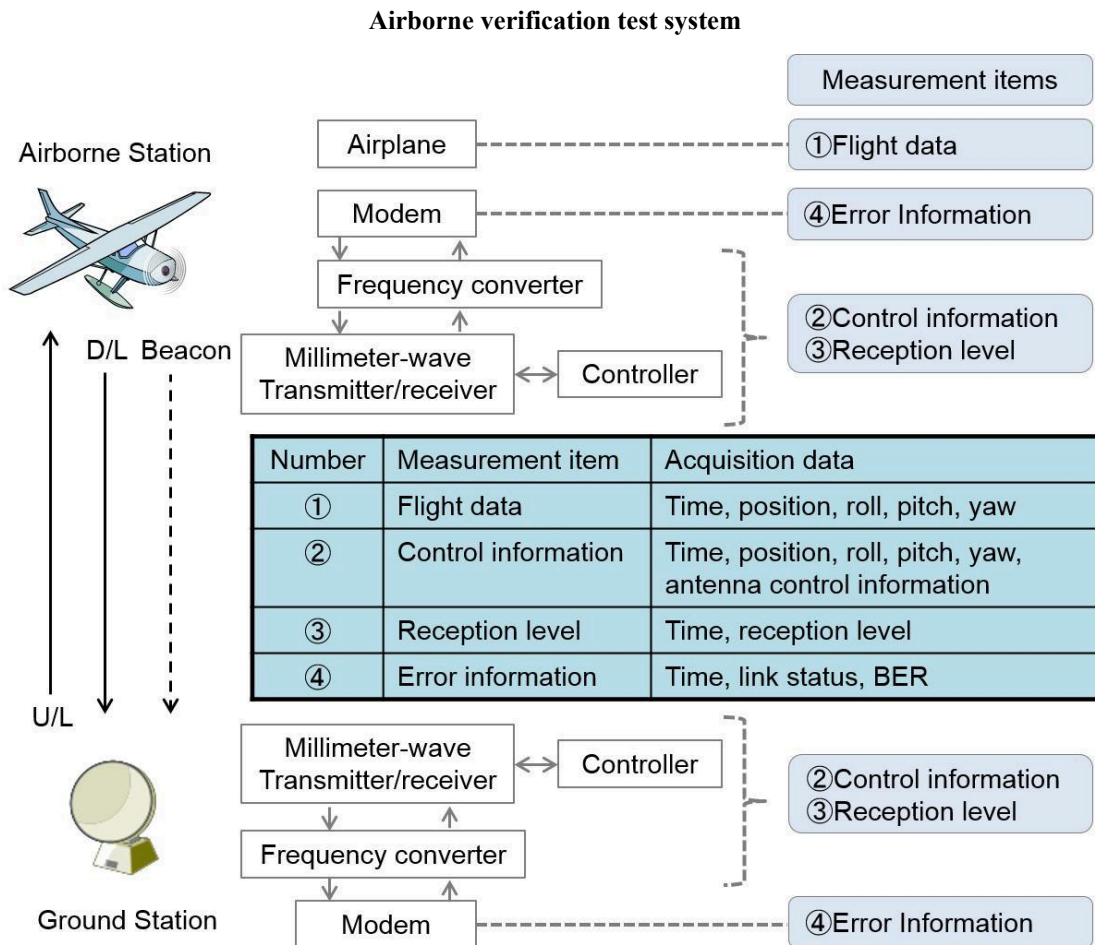 Airborne verification test system
Measurement items
Airborne Station
Airplane
①Flight data
Modem
④Error Information
Frequency converter
②Control information
③Reception level
D/L Beacon
Millimeter-wave
Transmitter/receiver
Controller
Number Measurement item Acquisition data
① Flight data Time, position, roll, pitch, yaw
② Control information Time, position, roll, pitch, yaw,
antenna control information
③ Reception level Time, reception level
④ Error information Time, link status, BER
U/L
Millimeter-wave
Transmitter/receiver
Controller
②Control information
③Reception level
Frequency converter
Ground Station
Modem
④Error Information